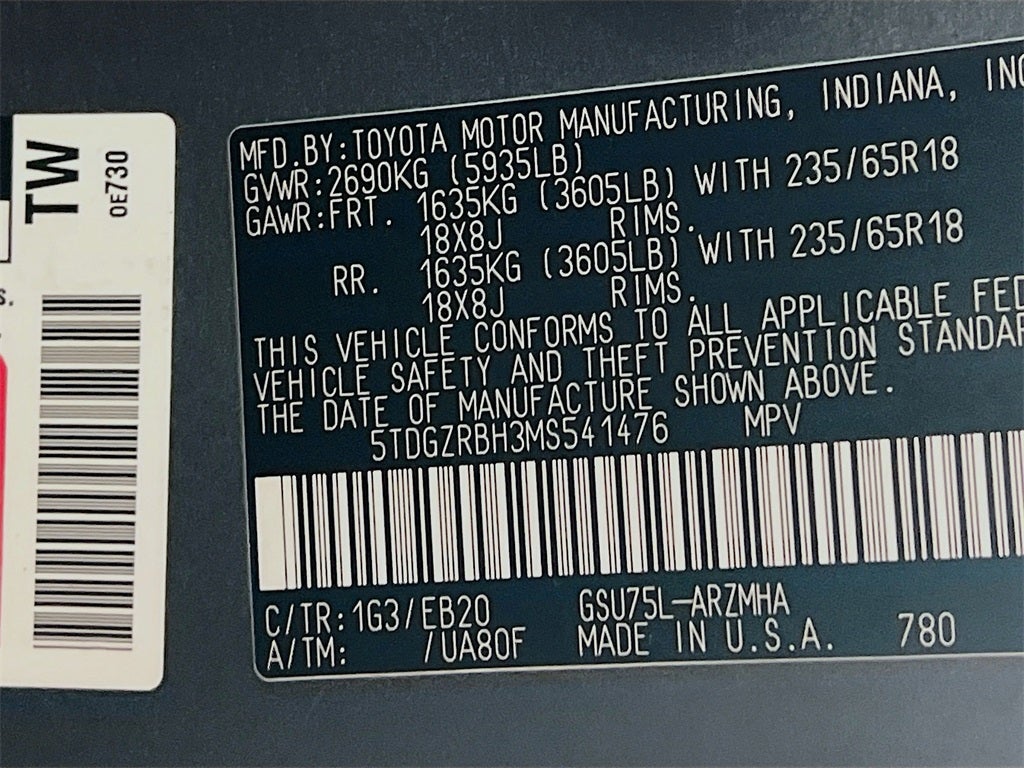 TW
0E730
s.
MFD.BY:TOYOTA MOTOR MANUFACTURING, INDIANA, INC
GVWR:2690KG (5935LB)
GAWR:FRT. 1635KG (3605LB) WITH 235/65R18
18X8J RIMS.
RR. 1635KG (3605LB) WITH 235/65R18
18X8J RIMS.
THIS VEHICLE CONFORMS TO ALL APPLICABLE FED
VEHICLE SAFETY AND THEFT PREVENTION STANDAR
THE DATE OF MANUFACTURE SHOWN ABOVE.
5TDGZRBH3MS541476 MPV
C/TR:1G3/EB20 GSU75L-ARZMHA
A/TM: /UA80F MADE IN U.S.A. 780